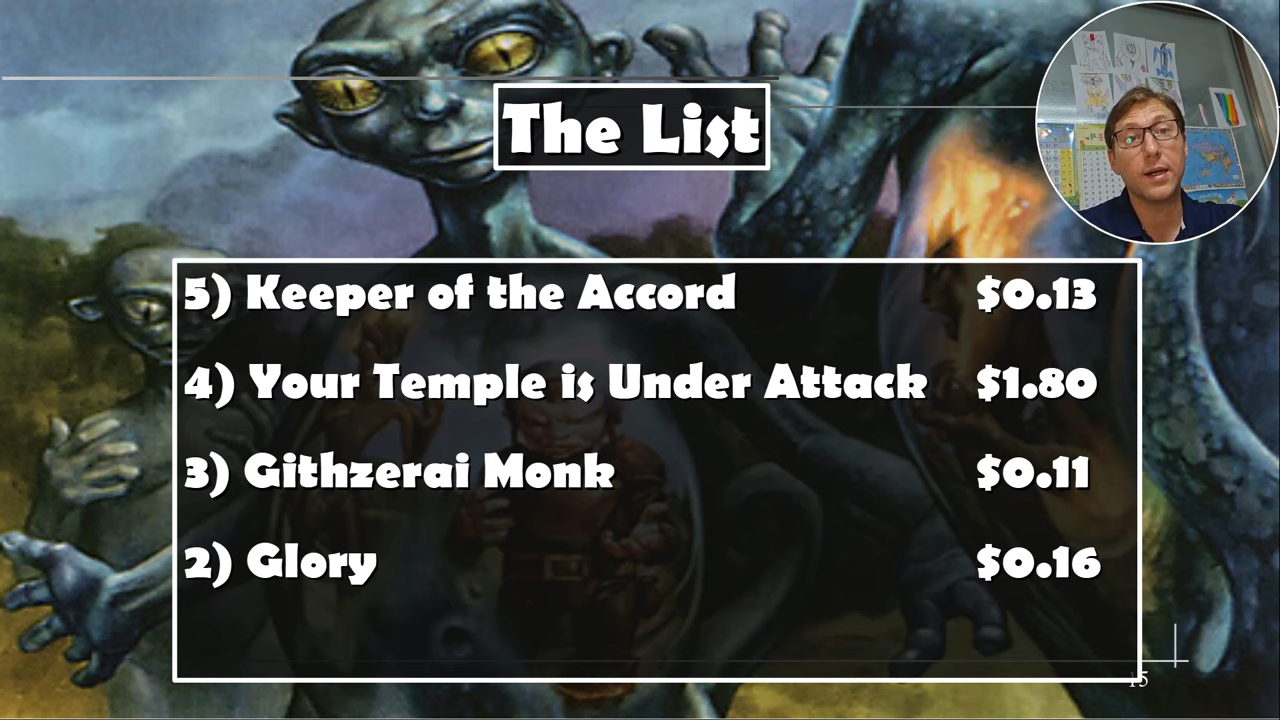 The List
5) Keeper of the Accord $0.13
4) Your Temple is Under Attack $1.80
3) Githzerai Monk $0.11
2) Glory $0.16
15